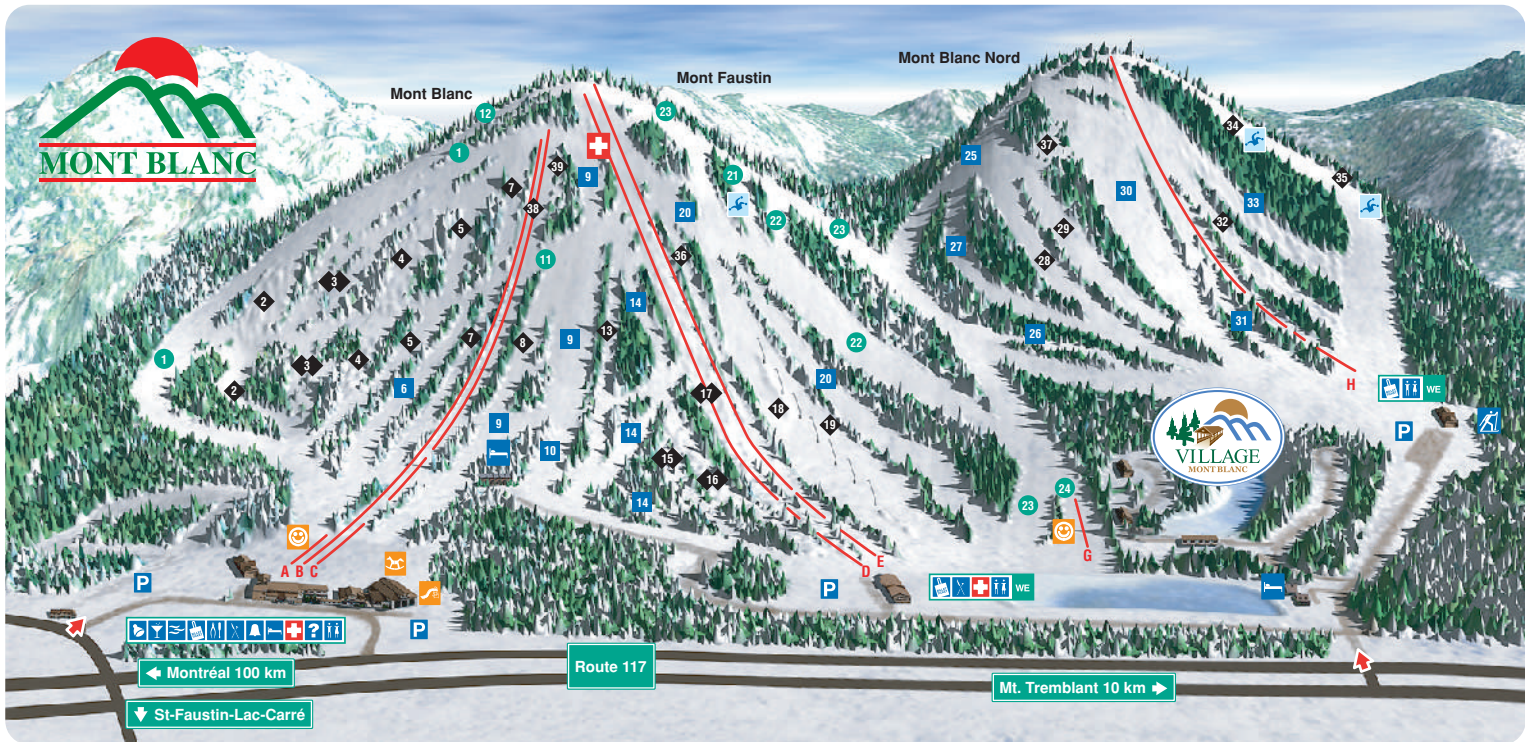 Mont Blanc
Mont Faustin
Mont Blanc Nord
MONT BLANC
12
23
1
34
37
39
9
25
21
35
7
30
38
20
33
5
22
23
32
29
27
4
11
36
28
3
2
14
31
13
26
7
8
9
5
22
1
3
4
20
H
6
2
17
WE
18
9
19
P
14
10
15
VILLAGE
MONT BLANC
16
24
14
23
G
E
A B C
D
P
P
WE
P
?
Montréal 100 km
Route 117
Mt. Tremblant 10 km
St-Faustin-Lac-Carré